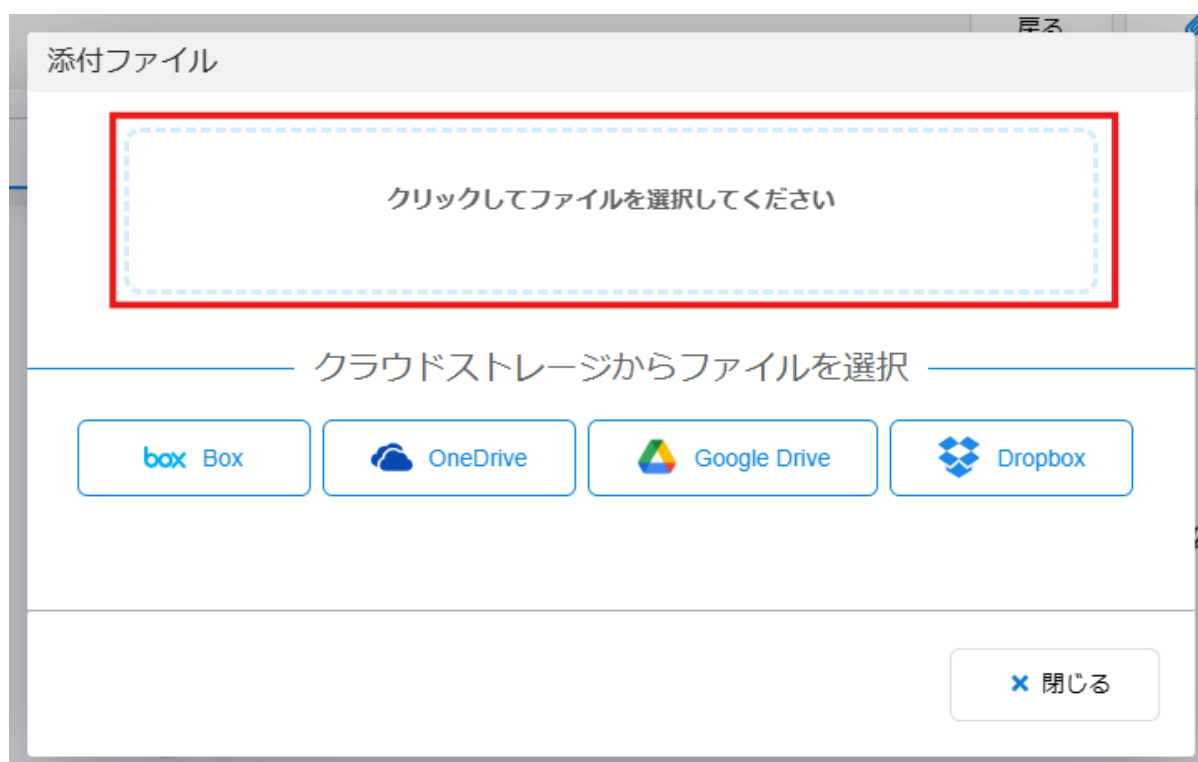 戻る
添付ファイル
クリックしてファイルを選択してください
クラウドストレージからファイルを選択
box Box
OneDrive
Google Drive
Dropbox
× 閉じる